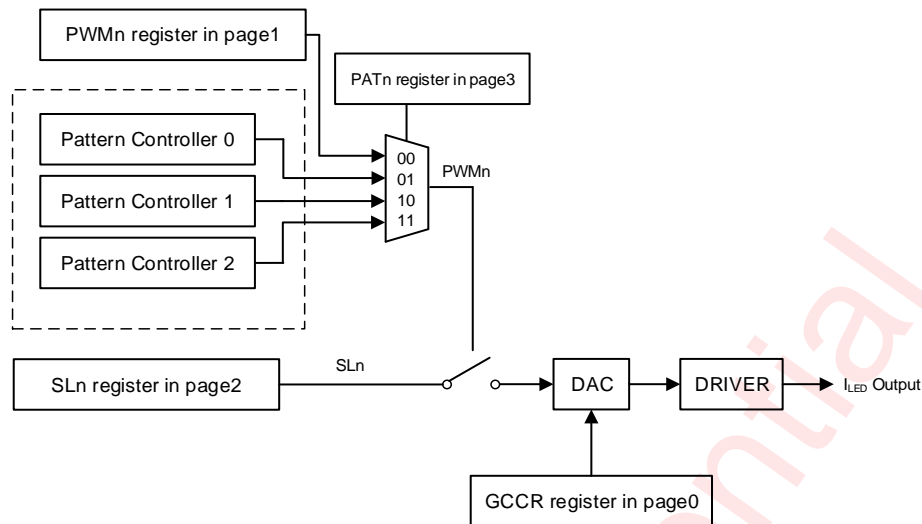 PWMn register in page1
PATn register in page3
Pattern Controller 0
Pattern Controller 1
Pattern Controller 2
00
01
10
11
PWMn
SLn register in page2
SLn
DAC
DRIVER
ILED Output
GCCR register in page0
ential